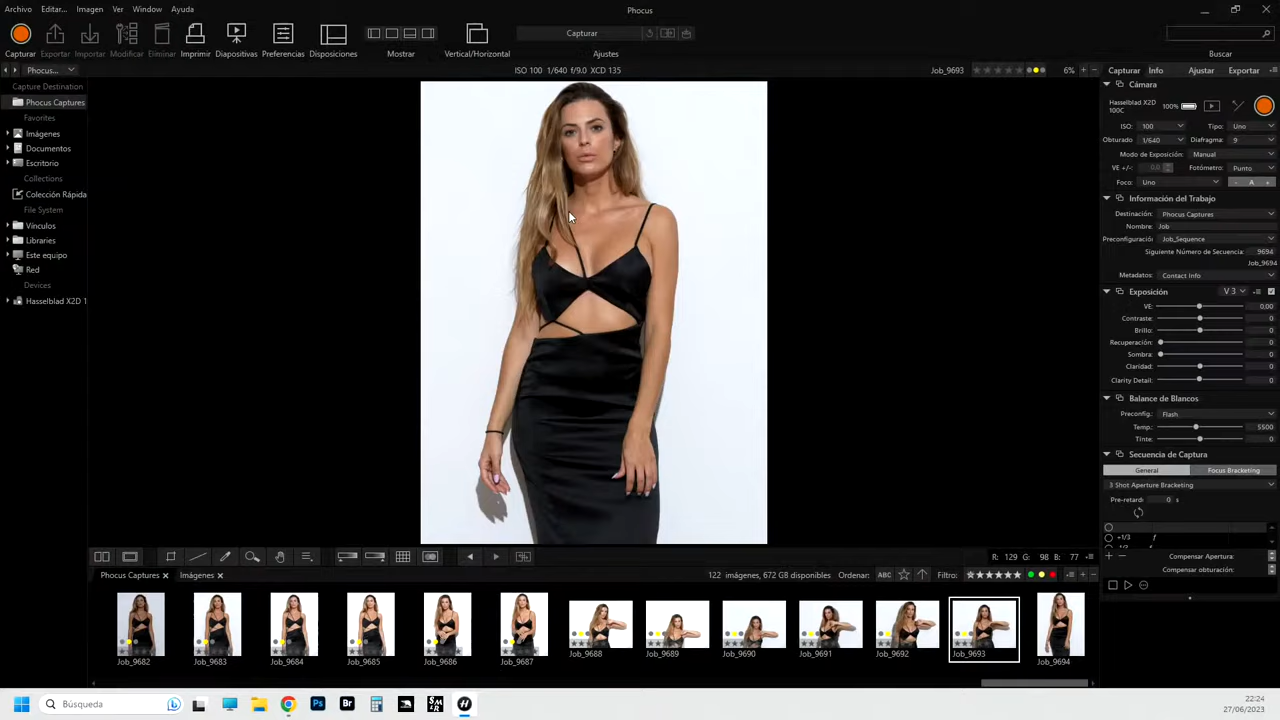 Phocus
Archivo Editar... Imagen Ver Window Ayuda
Capturar Exportar Importar Modificar Eliminar Imprimir Diapositivas Preferencias Disposiciones Mostrar Vertical/Horizontal
Capturar
Ajustes
Buscar
Phocus...
ISO 100 1/640 f/9.0 XCD 135
Job_9693
6%
Capture Destination
Phocus Captures
Favorites
Imágenes
Documentos
Escritorio
Collections
Colección Rápida
File System
Vínculos
Libraries
Este equipo
Red
Devices
Hasselblad X2D 1
Capturar Info Ajustar Exportar
Cámara
Hasselblad X2D
100C
100%
ISO: 100 Tipo: Uno
Obturado: 1/640 Diafragma: 9
Modo de Exposición: Manual
VE +/-: 0.0 Fotómetro: Punto
Foco: Uno - A +
Información del Trabajo
Destinación: Phocus Captures
Nombre: Job
Preconfiguración: Job_Sequence
Siguiente Número de Secuencia: 9694
Job_9694
Metadatos: Contact Info
Exposición V 3
VE: 0,00
Contraste: 0
Brillo: 0
Recuperación: 0
Sombra: 0
Claridad: 0
Clarity Detail: 0
Balance de Blancos
Preconfig.: Flash
Temp.: 5500
Tinte: 0
Secuencia de Captura
General Focus Bracketing
3 Shot Aperture Bracketing
Pre-retard: 0 s
+1/3 f
Compensar Apertura:
Compensar obturación:
R: 129 G: 98 B: 77
Phocus Captures Imágenes
122 imágenes, 672 GB disponibles Ordenar: ABC Filtro:
Job_9682 Job_9683 Job_9684 Job_9685 Job_9686 Job_9687 Job_9688 Job_9689 Job_9690 Job_9691 Job_9692 Job_9693 Job_9694
Búsqueda
Ps
Br
22:24
27/06/2023